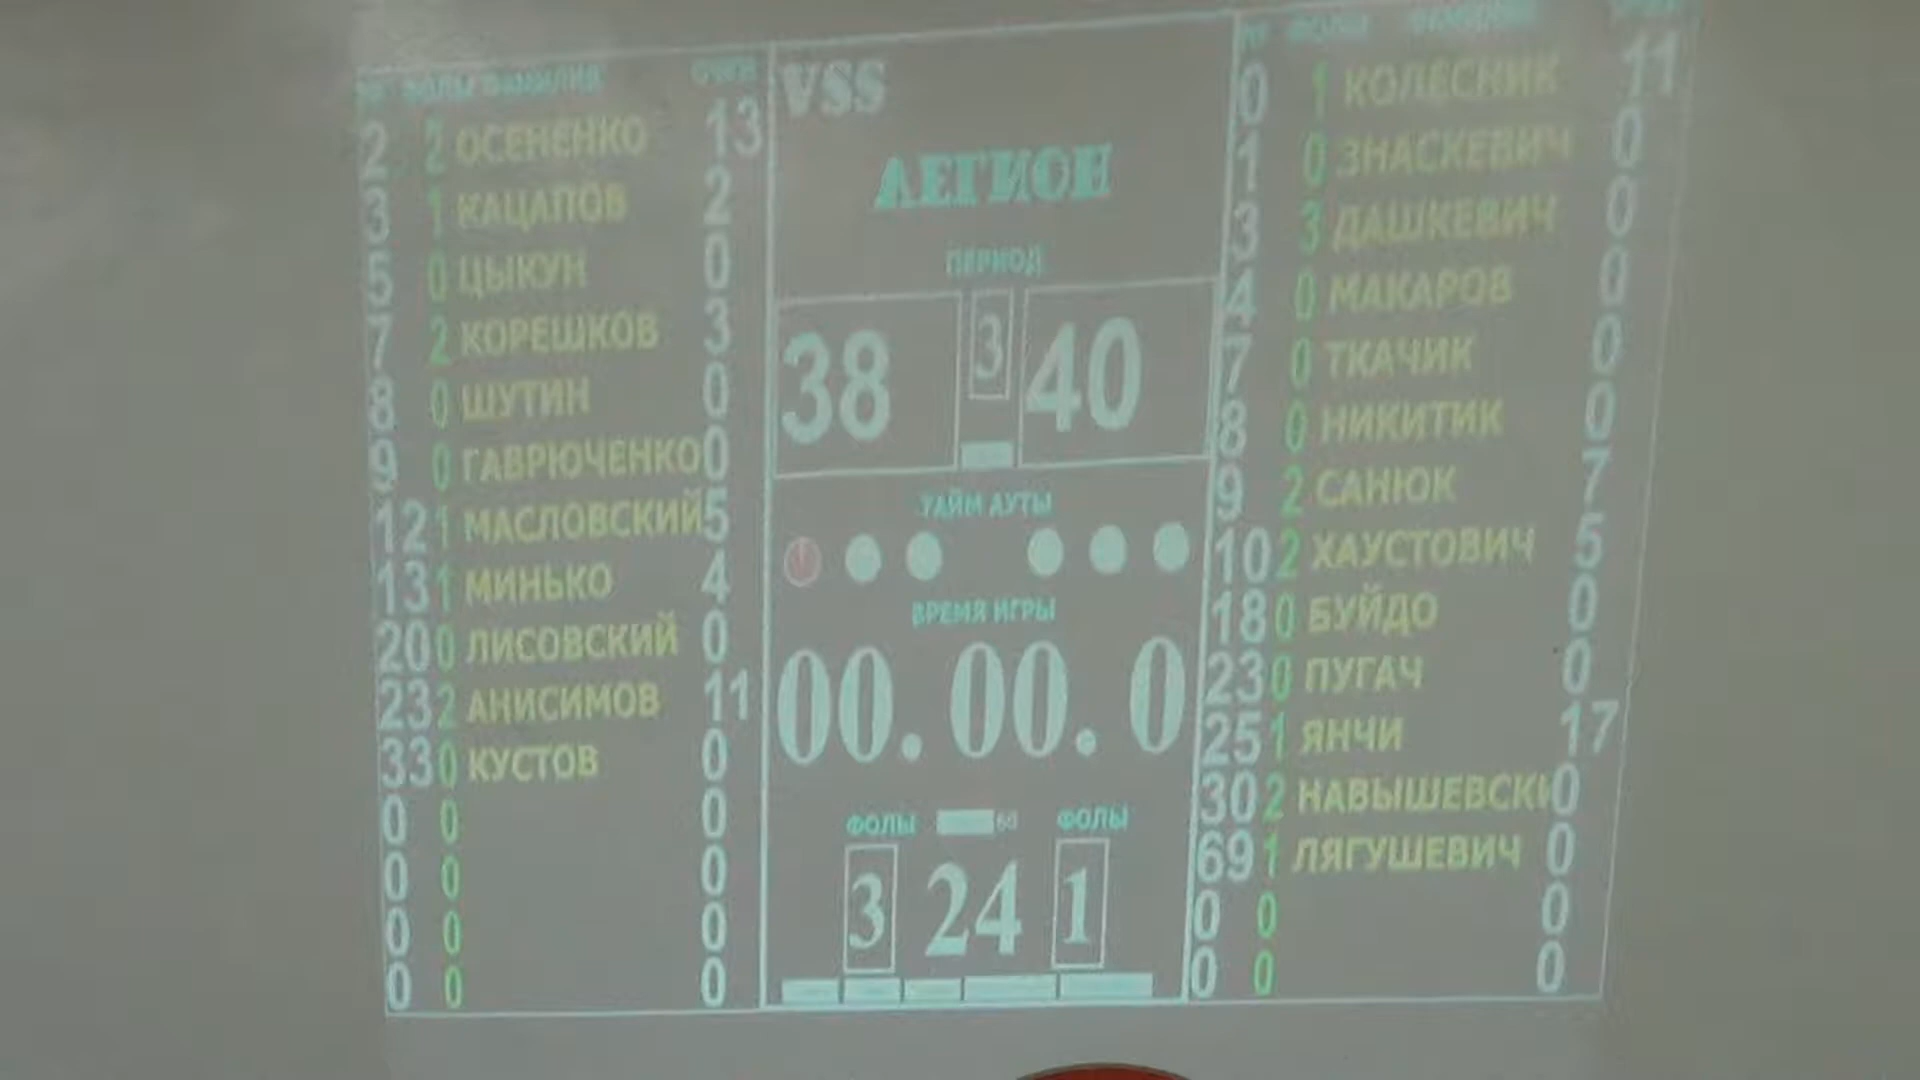 № ФОЛЫ ФАМИЛИЯ ОЧКИ
2 2 ОСЕНЕНКО 13
3 1 КАЦАПОВ 2
5 0 ЦЫКУН 0
7 2 КОРЕШКОВ 3
8 0 ШУТИН 0
9 0 ГАВРЮЧЕНКО 0
12 1 МАСЛОВСКИЙ 5
13 1 МИНЬКО 4
20 0 ЛИСОВСКИЙ 0
23 2 АНИСИМОВ 11
33 0 КУСТОВ 0
0 0 0
0 0 0
0 0 0
0 0 0
VSS
ЛЕГИОН
ПЕРИОД
38 3 40
ТАЙМ АУТЫ
ВРЕМЯ ИГРЫ
00.00.0
ФОЛЫ 60 ФОЛЫ
3 24 1
0 1 КОЛЕСНИК 11
1 0 ЗНАСКЕВИЧ 0
3 3 ДАШКЕВИЧ 0
4 0 МАКАРОВ 0
7 0 ТКАЧИК 0
8 0 НИКИТИК 0
9 2 САНЮК 7
10 2 ХАУСТОВИЧ 5
18 0 БУЙДО 0
23 0 ПУГАЧ 0
25 1 ЯНЧИ 17
30 2 НАВЫШЕВСКИ 0
69 1 ЛЯГУШЕВИЧ 0
0 0 0
0 0 0